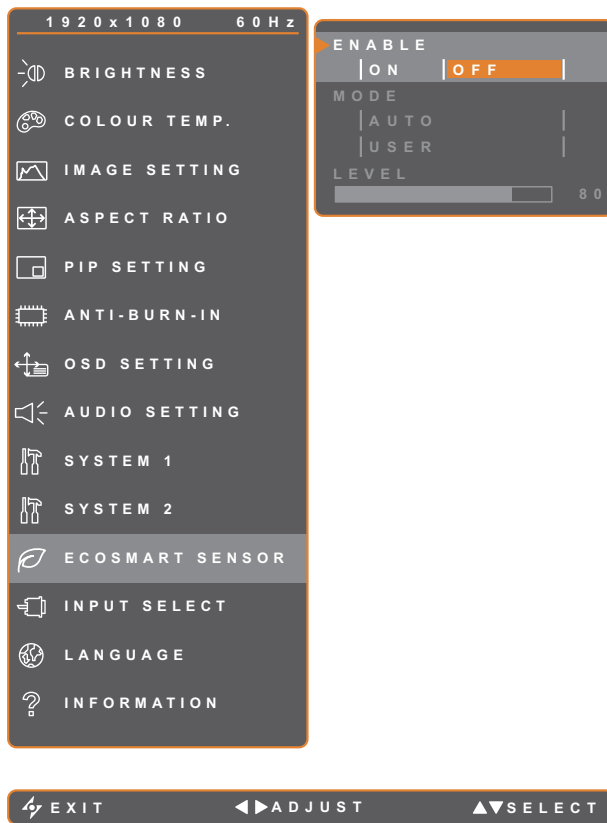 1920x1080 60Hz
BRIGHTNESS
COLOUR TEMP.
IMAGE SETTING
ASPECT RATIO
PIP SETTING
ANTI-BURN-IN
OSD SETTING
AUDIO SETTING
SYSTEM 1
SYSTEM 2
ECOSMART SENSOR
INPUT SELECT
LANGUAGE
INFORMATION
ENABLE
ON OFF
MODE
AUTO
USER
LEVEL
80
EXIT ADJUST SELECT